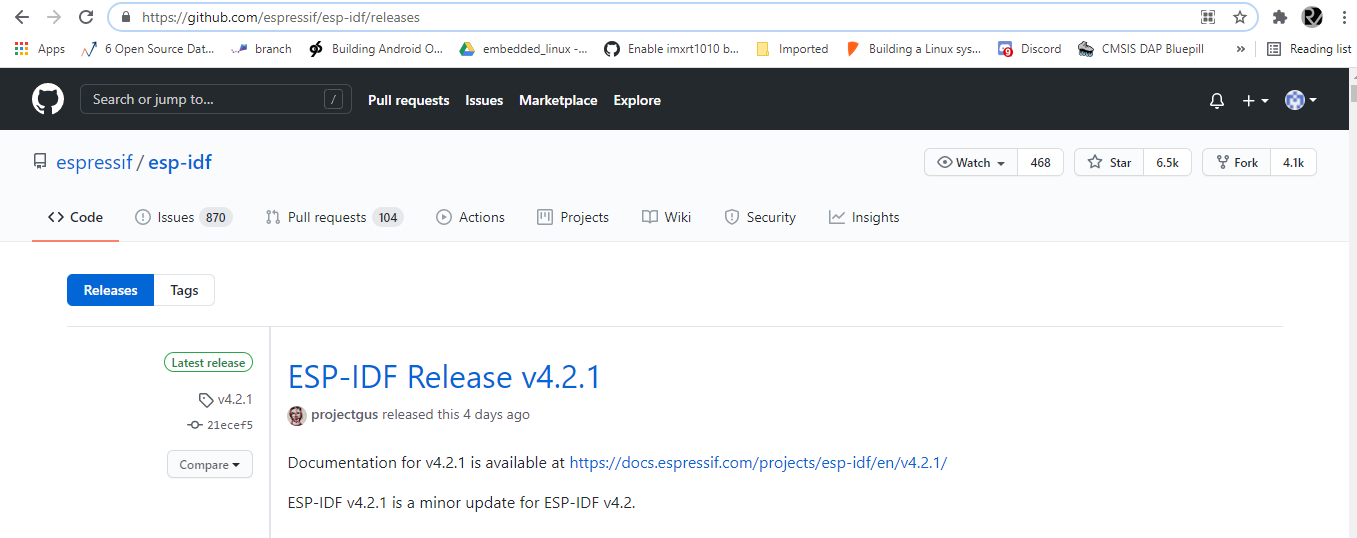 https://github.com/espressif/esp-idf/releases
Apps 6 Open Source Dat... branch Building Android O... embedded_linux -... Enable imxrt1010 b... Imported Building a Linux sys... Discord CMSIS DAP Bluepill » Reading list
Search or jump to... / Pull requests Issues Marketplace Explore
espressif / esp-idf Watch 468 Star 6.5k Fork 4.1k
Code Issues 870 Pull requests 104 Actions Projects Wiki Security Insights
Releases Tags
Latest release
v4.2.1
21ecef5
Compare
ESP-IDF Release v4.2.1
projectgus released this 4 days ago
Documentation for v4.2.1 is available at https://docs.espressif.com/projects/esp-idf/en/v4.2.1/
ESP-IDF v4.2.1 is a minor update for ESP-IDF v4.2.